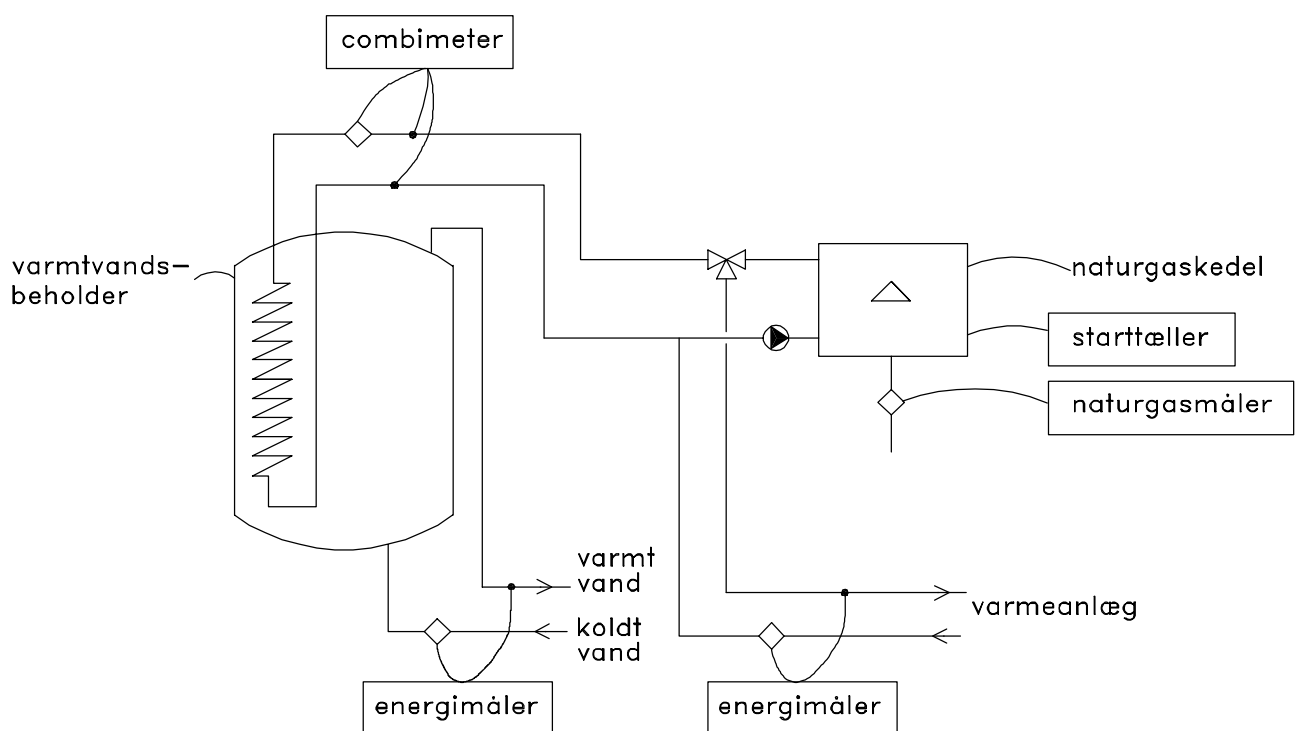 combimeter
varmtvands-
beholder
naturgaskedel
starttæller
naturgasmåler
varmt
vand
koldt
vand
varmeanlæg
energimåler
energimåler